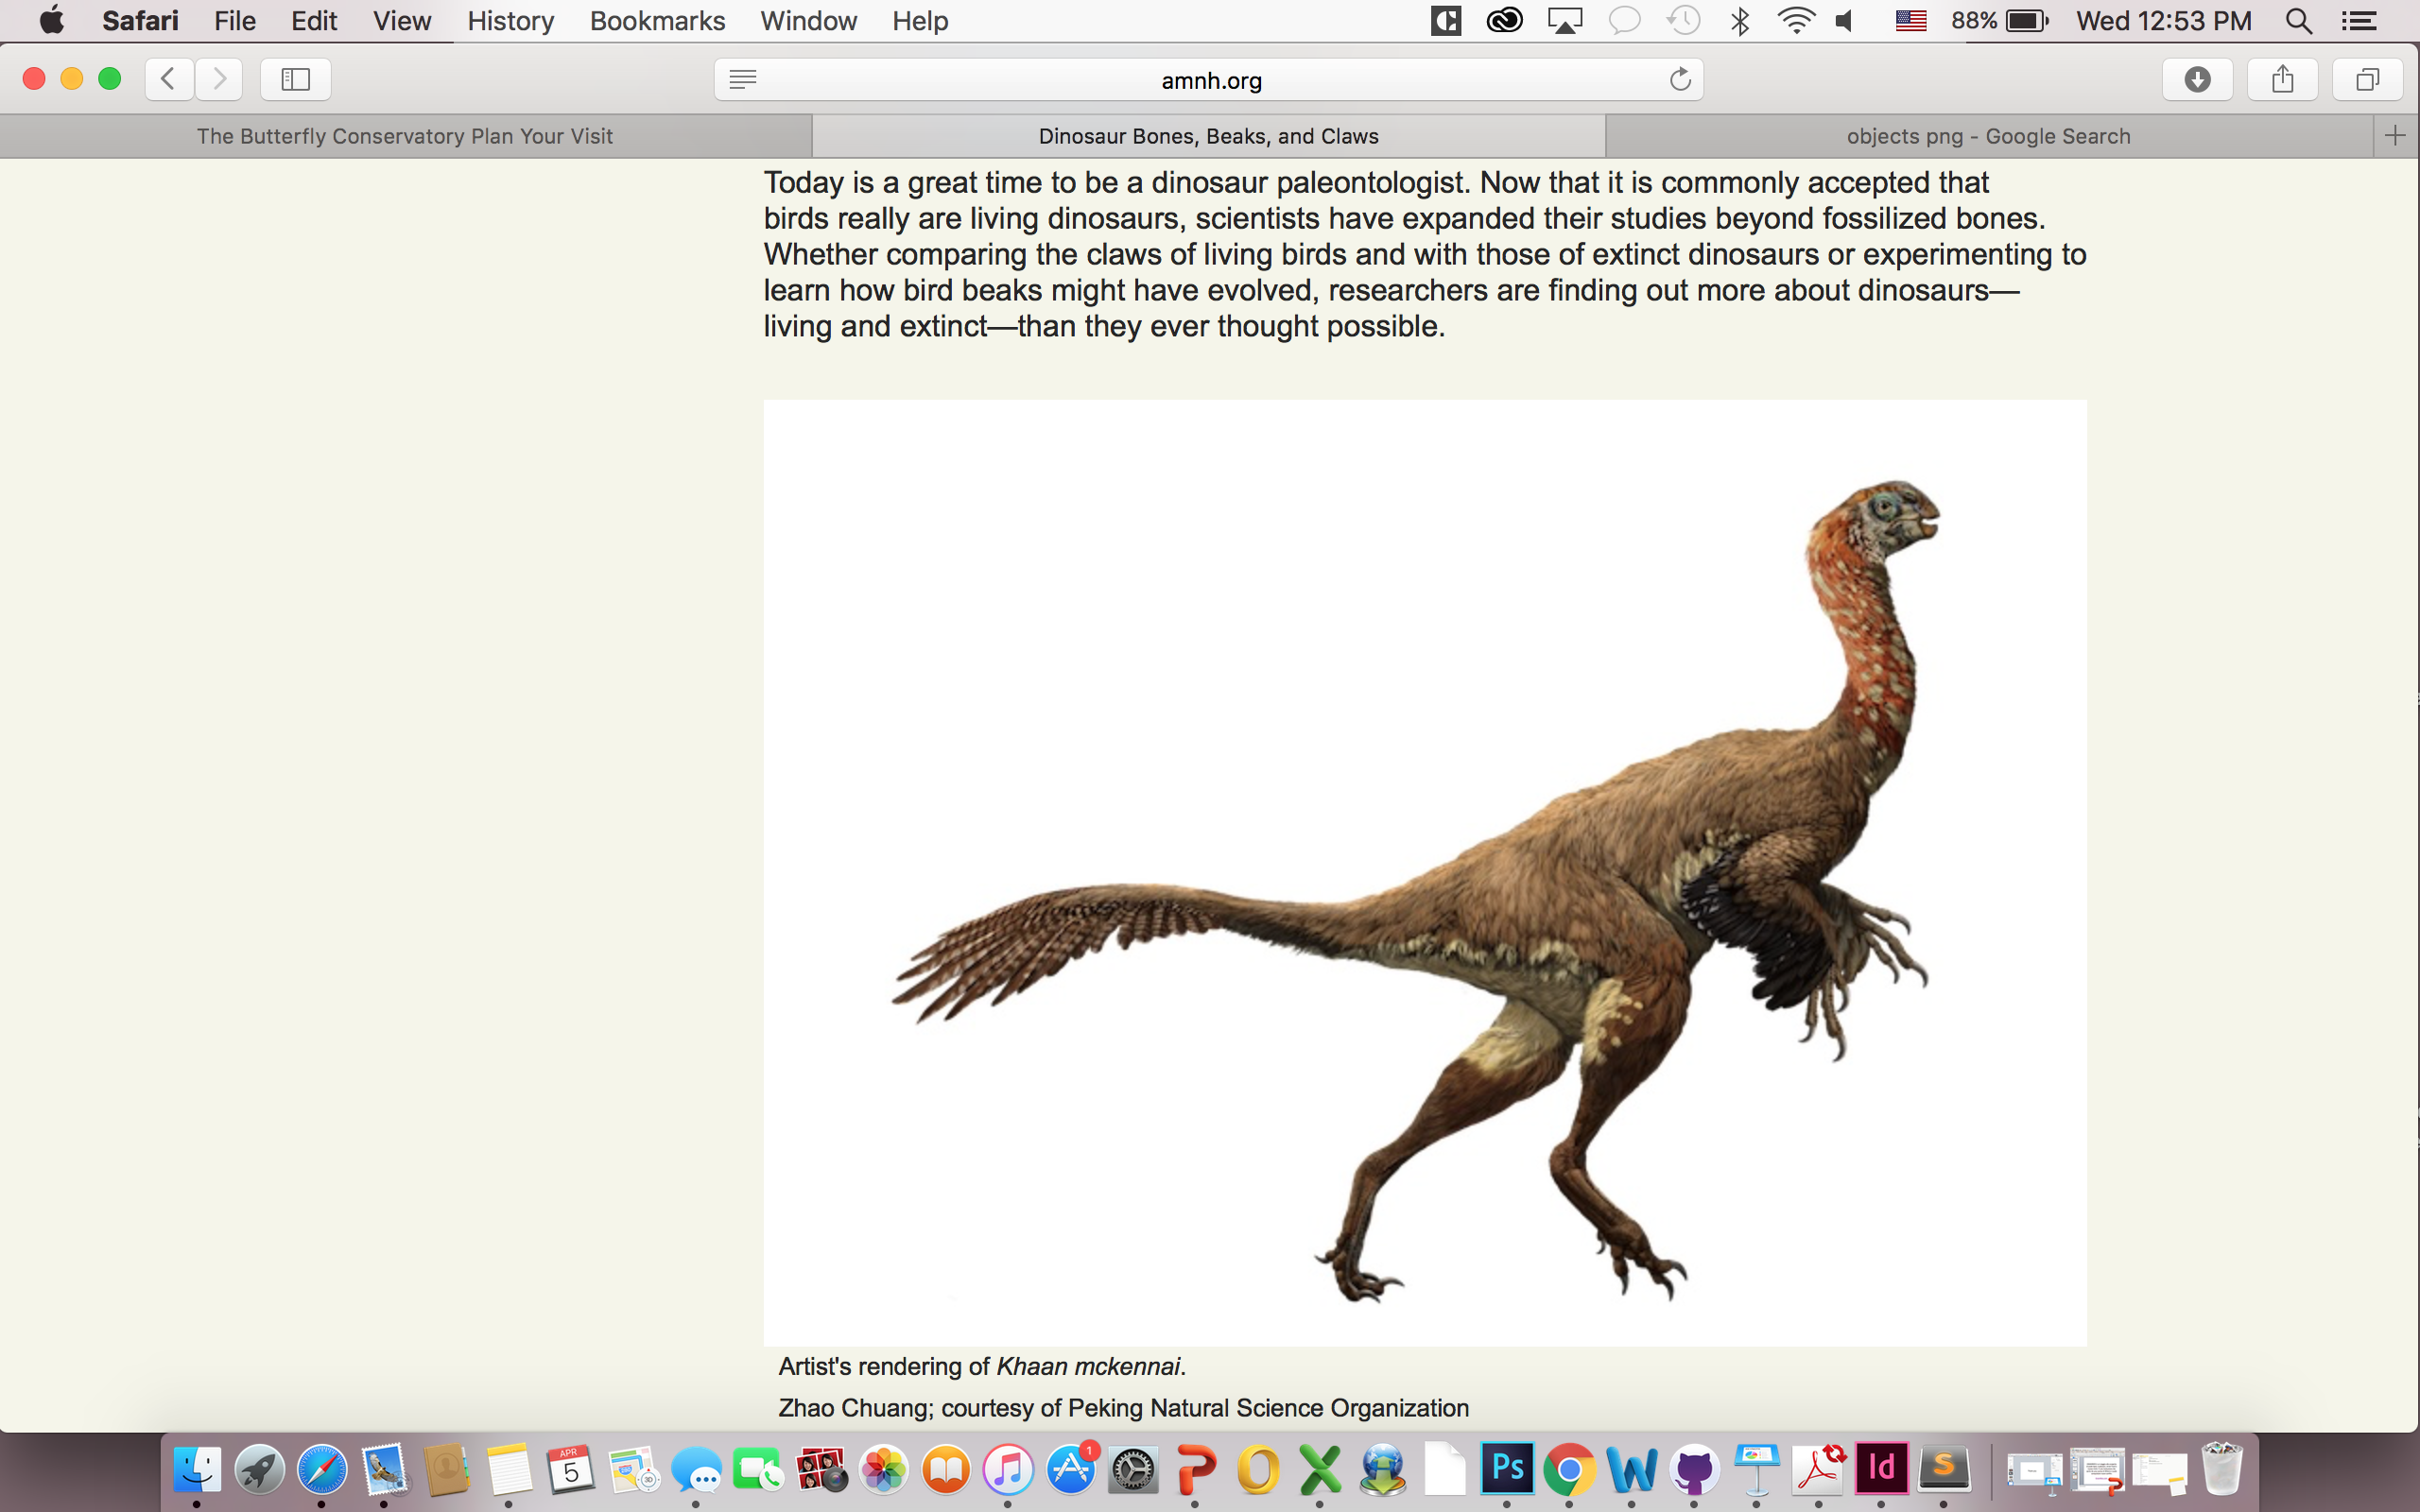 Safari File Edit View History Bookmarks Window Help 88% Wed 12:53 PM
amnh.org
The Butterfly Conservatory Plan Your Visit
Dinosaur Bones, Beaks, and Claws
objects png - Google Search
Today is a great time to be a dinosaur paleontologist. Now that it is commonly accepted that
birds really are living dinosaurs, scientists have expanded their studies beyond fossilized bones.
Whether comparing the claws of living birds and with those of extinct dinosaurs or experimenting to
learn how bird beaks might have evolved, researchers are finding out more about dinosaurs—
living and extinct—than they ever thought possible.
Artist's rendering of Khaan mckennai.
Zhao Chuang; courtesy of Peking Natural Science Organization
APR
5
3D
1
Ps
Id
S